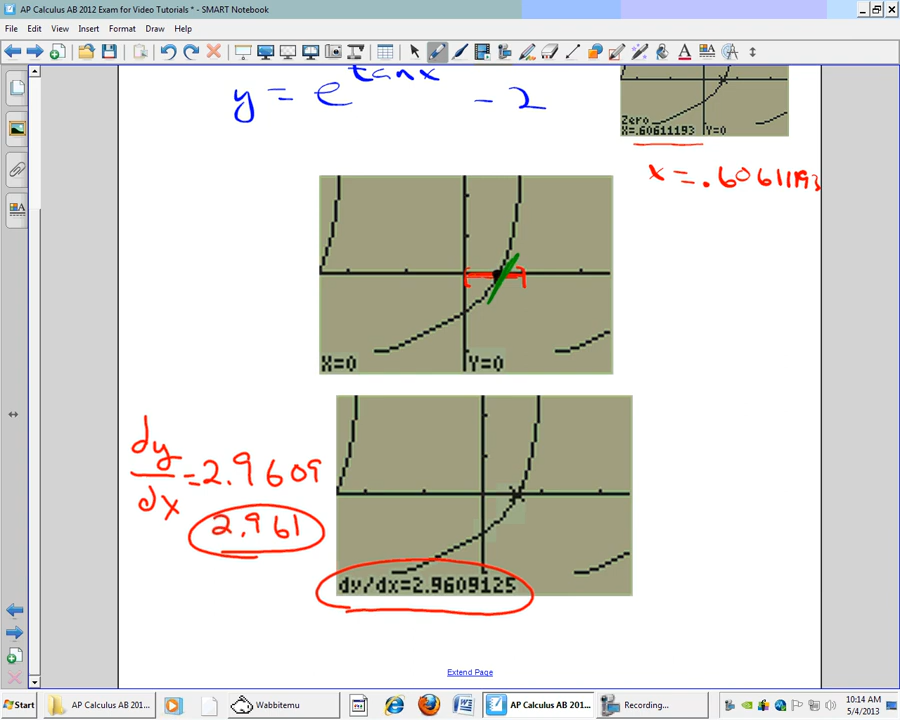 AP Calculus AB 2012 Exam for Video Tutorials * - SMART Notebook
File Edit View Insert Format Draw Help
y = e^tanx - 2
Zero
X=.60611193 Y=0
x = .60611193
X=0 Y=0
dy/dx = 2.9609
2.961
dy/dx=2.9609125
Extend Page
Start AP Calculus AB 201... Wabbitemu AP Calculus AB 201... Recording...
10:14 AM
5/4/2013